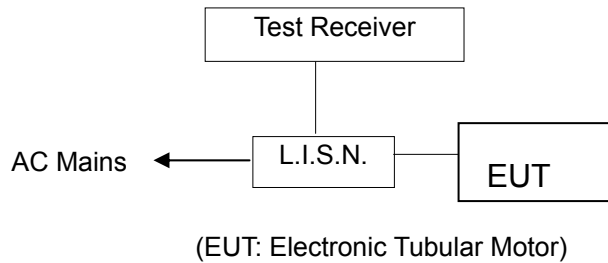 Test Receiver
AC Mains
L.I.S.N.
EUT
(EUT: Electronic Tubular Motor)